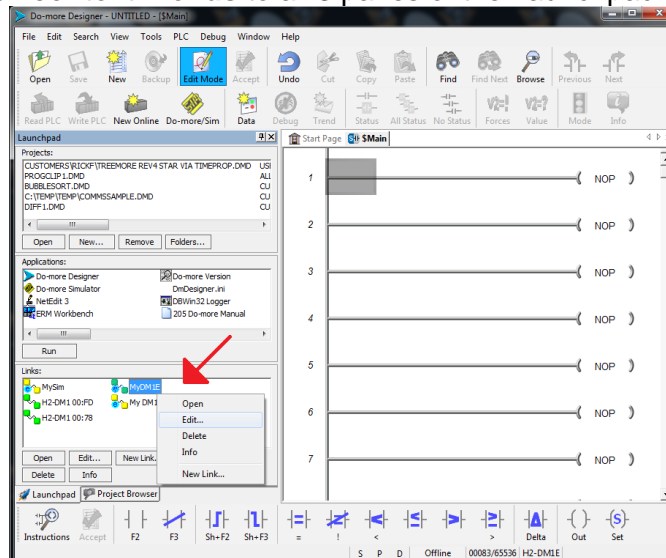 Do-more Designer - UNTITLED - [$Main]
File Edit Search View Tools PLC Debug Window Help
Open Save New Backup Edit Mode Accept Undo Cut Copy Paste Find Find Next Browse Previous Next
Read PLC Write PLC New Online Do-more/Sim Data Debug Trend Status All Status No Status Forces Value Mode Info
Launchpad
Start Page $Main
Projects:
CUSTOMERS\RICKF\TREEMORE REV4 STAR VIA TIMEPROP.DMD USI
PROGCLIP1.DMD ALL
BUBBLESORT.DMD CU
C:\TEMP\TEMP\COMMSSAMPLE.DMD CU
DIFF1.DMD CU
Open New... Remove Folders...
Applications:
Do-more Designer Do-more Version
Do-more Simulator DmDesigner.ini
NetEdit 3 DBWin32 Logger
ERM Workbench 205 Do-more Manual
Run
Links:
MySim MyDM1E
H2-DM1 00:FD My DM1
H2-DM1 00:78
Open
Edit...
Delete
Info
New Link...
Open Edit... New Link.
Delete Info
Launchpad Project Browser
1 NOP
2 NOP
3 NOP
4 NOP
5 NOP
6 NOP
7 NOP
Instructions Accept F2 F3 Sh+F2 Sh+F3 = ! < > Delta Out Set
S P D Offline 00083/65536 H2-DM1E